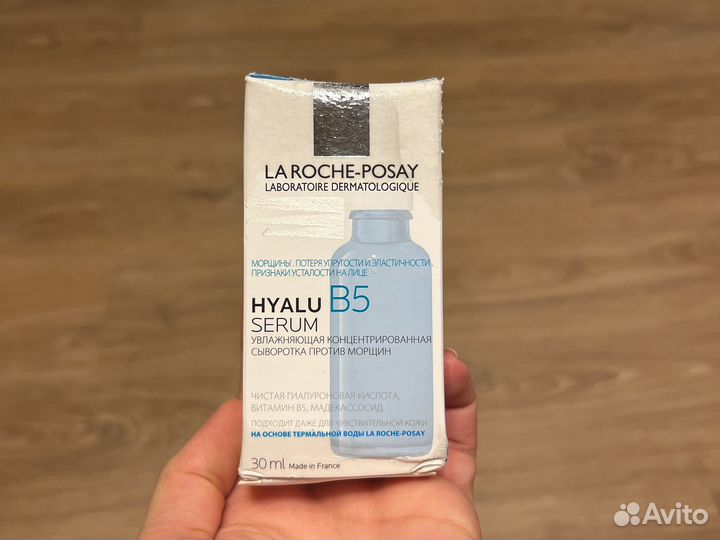 LA ROCHE-POSAY
LABORATOIRE DERMATOLOGIQUE
МОРЩИНЫ . ПОТЕРЯ УПРУГОСТИ И ЭЛАСТИЧНОСТИ .
ПРИЗНАКИ УСТАЛОСТИ НА ЛИЦЕ
HYALU B5
SERUM
УВЛАЖНЯЮЩАЯ КОНЦЕНТРИРОВАННАЯ
СЫВОРОТКА ПРОТИВ МОРЩИН
ЧИСТАЯ ГИАЛУРОНОВАЯ КИСЛОТА,
ВИТАМИН B5, МАДЕКАССОСИД
ПОДХОДИТ ДАЖЕ ДЛЯ ЧУВСТВИТЕЛЬНОЙ КОЖИ
НА ОСНОВЕ ТЕРМАЛЬНОЙ ВОДЫ LA ROCHE-POSAY
30 ml Made in France
Avito